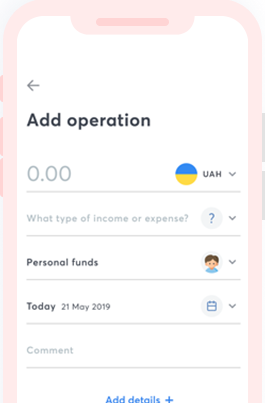 Add operation
0.00 UAH
What type of income or expense? ?
Personal funds
Today 21 May 2019
Comment
Add details +